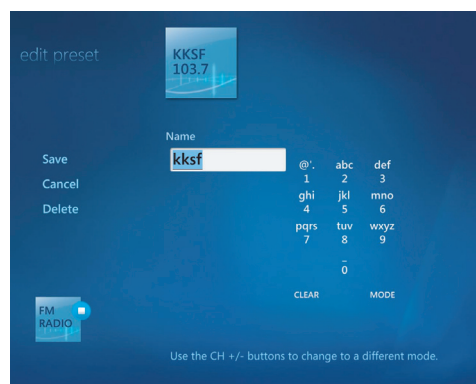 edit preset
KKSF
103.7
Name
kksf
Save
Cancel
Delete
@'. abc def
1 2 3
ghi jkl mno
4 5 6
pqrs tuv wxyz
7 8 9
_
0
CLEAR MODE
FM
RADIO
Use the CH +/- buttons to change to a different mode.